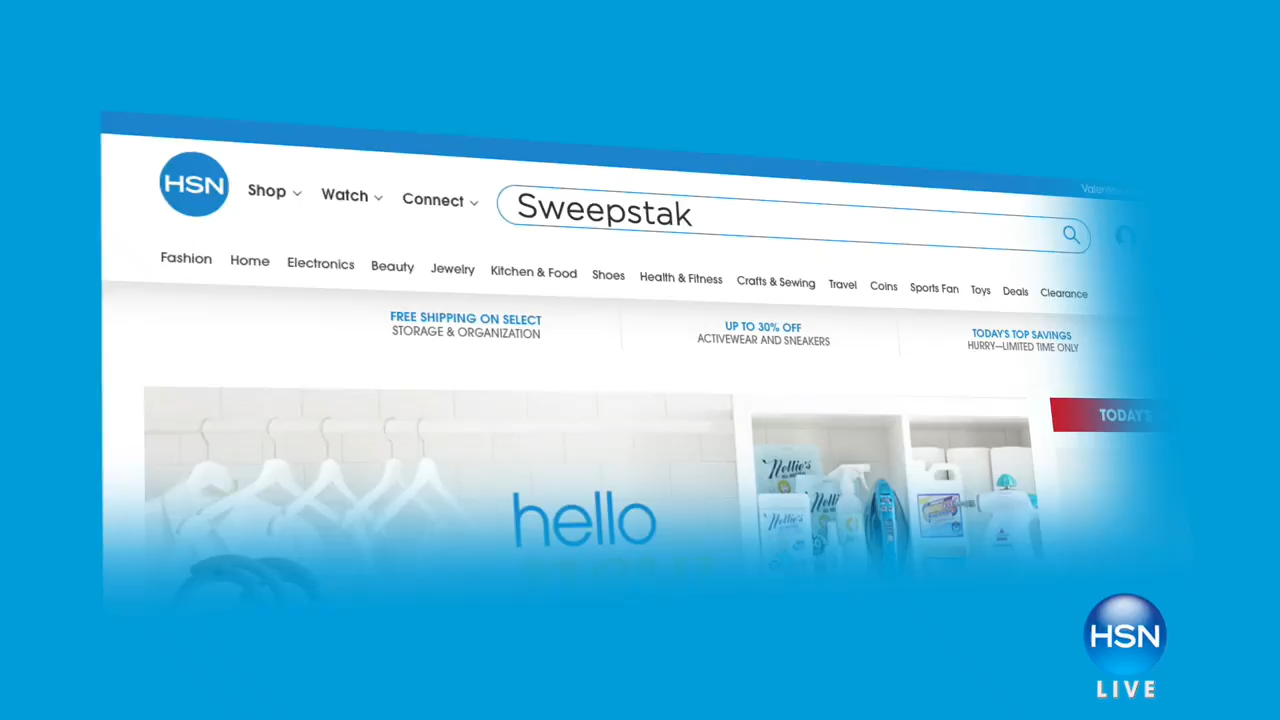 HSN
Shop
Watch
Connect
Sweepstak
Fashion Home Electronics Beauty Jewelry Kitchen & Food Shoes Health & Fitness Crafts & Sewing Travel Coins Sports Fan Toys Deals Clearance
FREE SHIPPING ON SELECT
STORAGE & ORGANIZATION
UP TO 30% OFF
ACTIVEWEAR AND SNEAKERS
TODAY'S TOP SAVINGS
HURRY—LIMITED TIME ONLY
TODAY'S
hello
Nellie's
Nellie's
HSN
LIVE